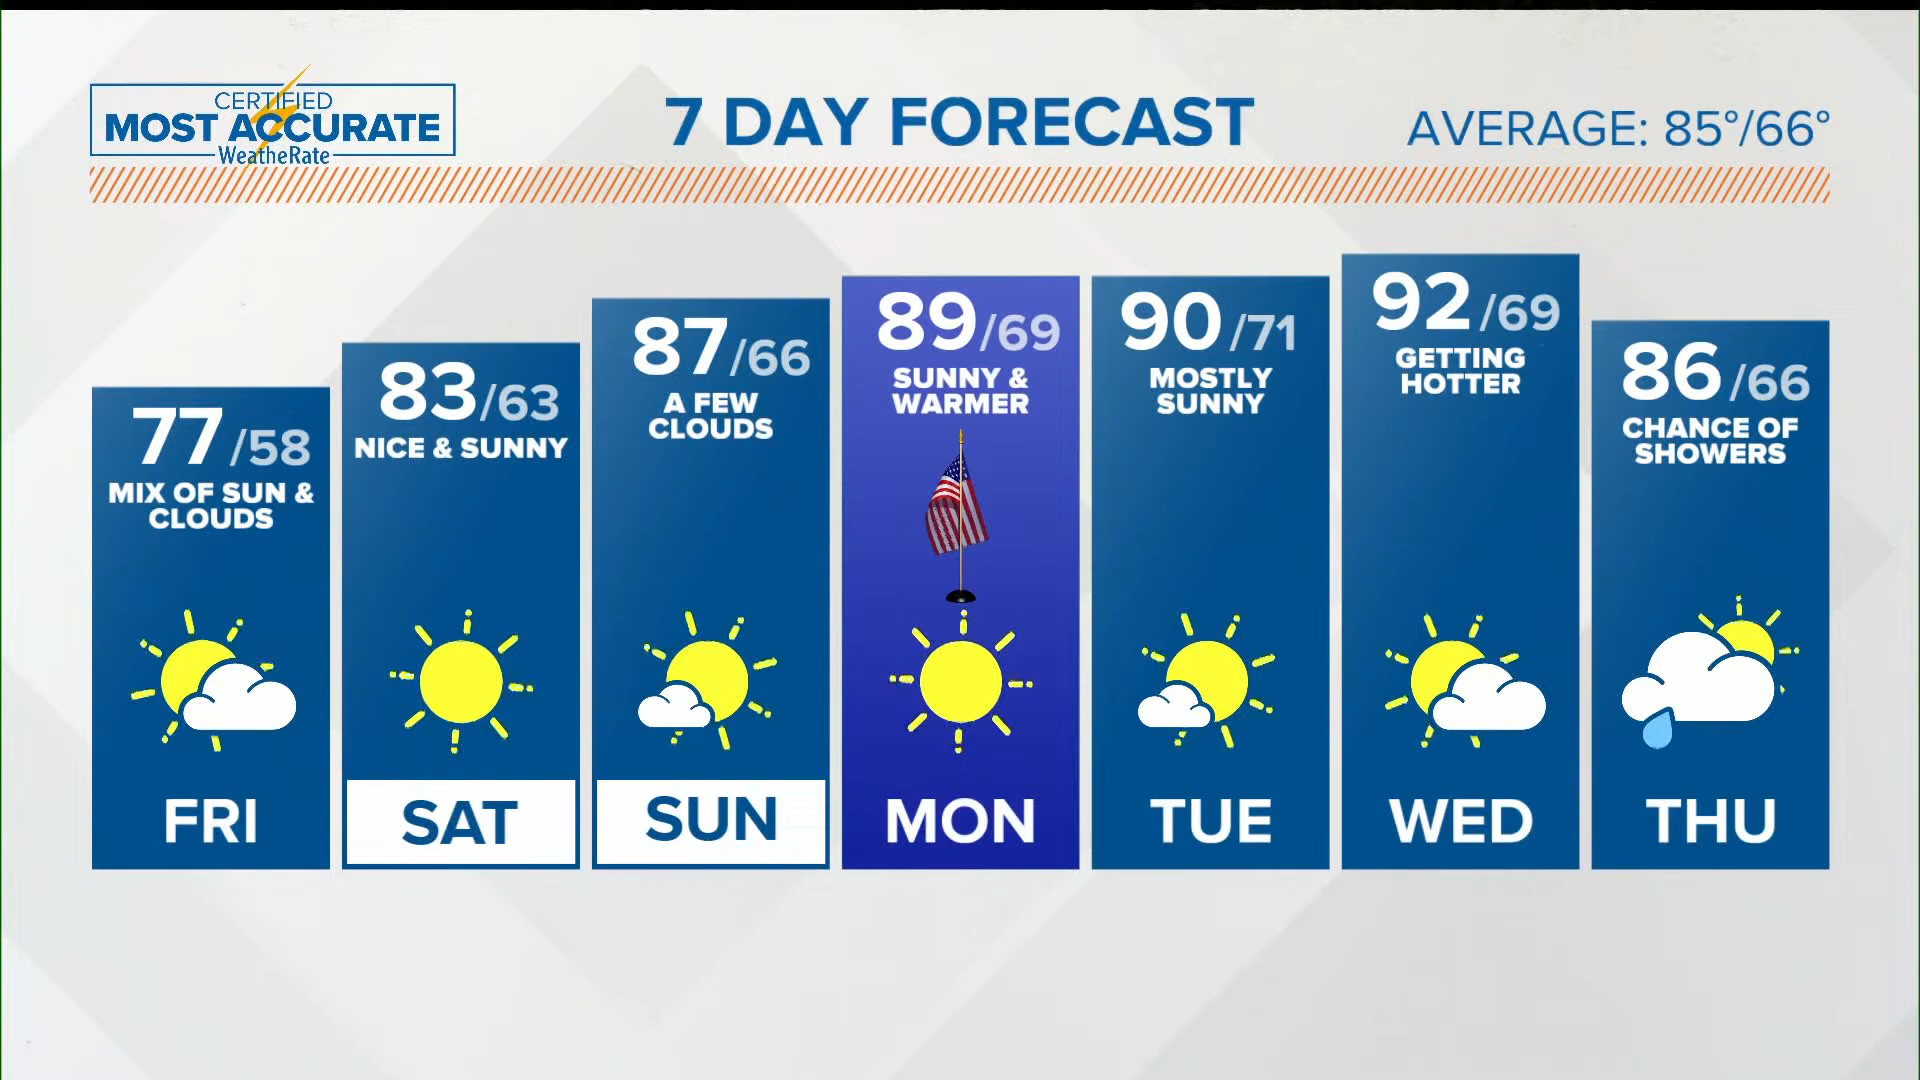 CERTIFIED
MOST ACCURATE
WeatheRate
7 DAY FORECAST
AVERAGE: 85°/66°
77/58
MIX OF SUN &
CLOUDS
FRI
83/63
NICE & SUNNY
SAT
87/66
A FEW
CLOUDS
SUN
89/69
SUNNY &
WARMER
MON
90/71
MOSTLY
SUNNY
TUE
92/69
GETTING
HOTTER
WED
86/66
CHANCE OF
SHOWERS
THU